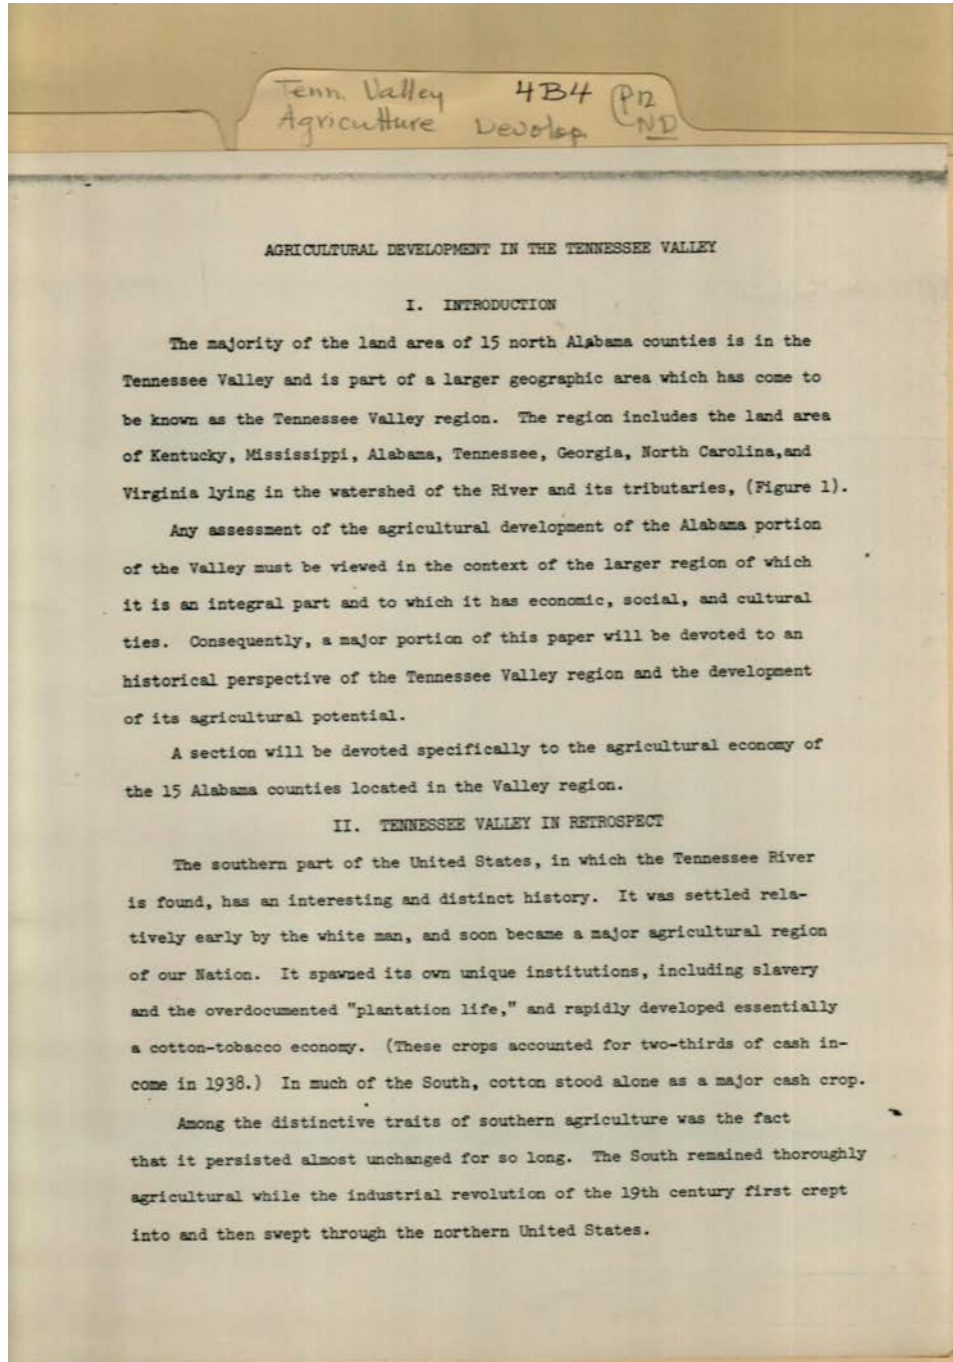 Tenn. Valley 4B4 Pn
Agriculture Develop. ND
AGRICULTURAL DEVELOPMENT IN THE TENNESSEE VALLEY
I. INTRODUCTION
The majority of the land area of 15 north Alabama counties is in the
Tennessee Valley and is part of a larger geographic area which has come to
be known as the Tennessee Valley region. The region includes the land area
of Kentucky, Mississippi, Alabama, Tennessee, Georgia, North Carolina,and
Virginia lying in the watershed of the River and its tributaries, (Figure 1).
Any assessment of the agricultural development of the Alabama portion
of the Valley must be viewed in the context of the larger region of which
it is an integral part and to which it has economic, social, and cultural
ties. Consequently, a major portion of this paper will be devoted to an
historical perspective of the Tennessee Valley region and the development
of its agricultural potential.
A section will be devoted specifically to the agricultural economy of
the 15 Alabama counties located in the Valley region.
II. TENNESSEE VALLEY IN RETROSPECT
The southern part of the United States, in which the Tennessee River
is found, has an interesting and distinct history. It was settled rela-
tively early by the white man, and soon became a major agricultural region
of our Nation. It spawned its own unique institutions, including slavery
and the overdocumented "plantation life," and rapidly developed essentially
a cotton-tobacco economy. (These crops accounted for two-thirds of cash in-
come in 1938.) In much of the South, cotton stood alone as a major cash crop.
Among the distinctive traits of southern agriculture was the fact
that it persisted almost unchanged for so long. The South remained thoroughly
agricultural while the industrial revolution of the 19th century first crept
into and then swept through the northern United States.